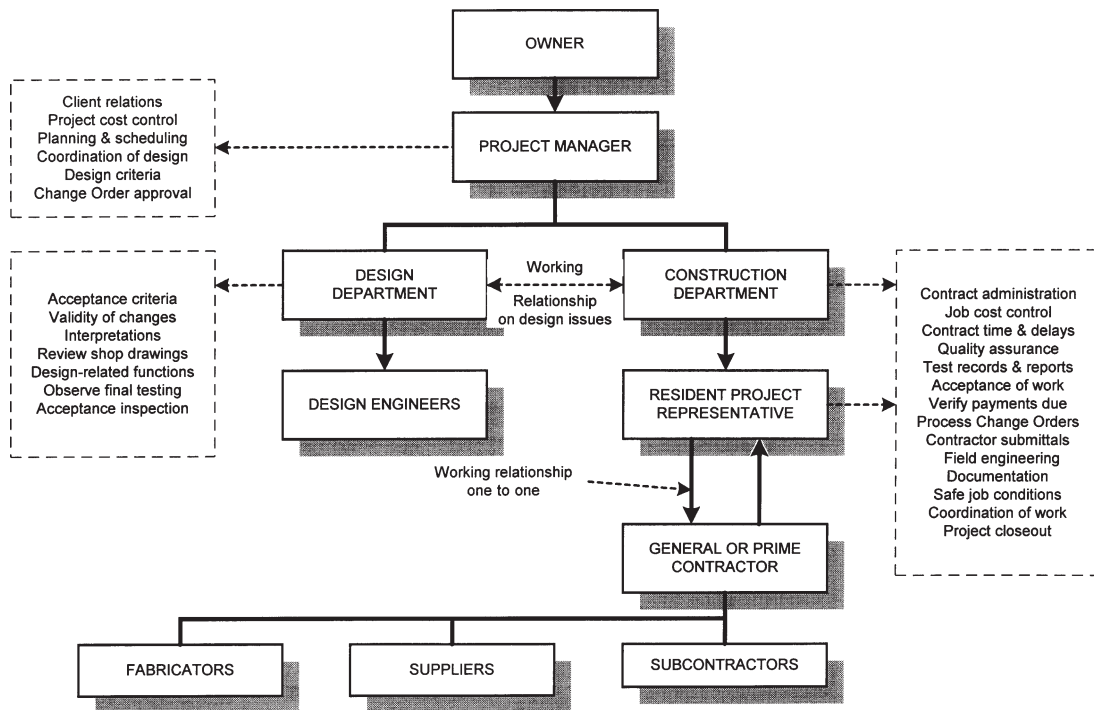 OWNER
Client relations
Project cost control
Planning & scheduling
Coordination of design
Design criteria
Change Order approval
PROJECT MANAGER
Acceptance criteria
Validity of changes
Interpretations
Review shop drawings
Design-related functions
Observe final testing
Acceptance inspection
DESIGN
DEPARTMENT
Working
Relationship
on design issues
CONSTRUCTION
DEPARTMENT
Contract administration
Job cost control
Contract time & delays
Quality assurance
Test records & reports
Acceptance of work
Verify payments due
Process Change Orders
Contractor submittals
Field engineering
Documentation
Safe job conditions
Coordination of work
Project closeout
DESIGN ENGINEERS
RESIDENT PROJECT
REPRESENTATIVE
Working relationship
one to one
GENERAL OR PRIME
CONTRACTOR
FABRICATORS
SUPPLIERS
SUBCONTRACTORS